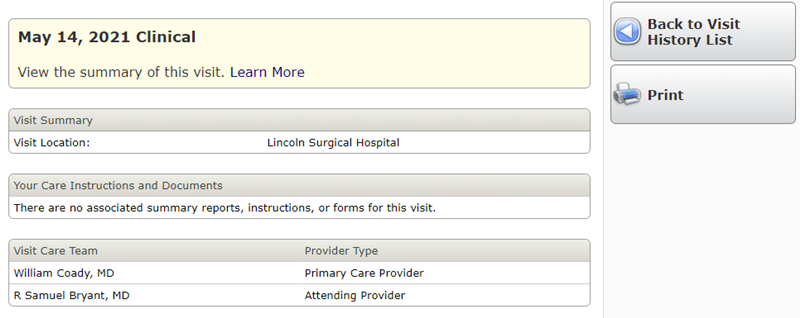 May 14, 2021 Clinical
View the summary of this visit. Learn More
Visit Summary
Visit Location: Lincoln Surgical Hospital
Your Care Instructions and Documents
There are no associated summary reports, instructions, or forms for this visit.
Visit Care Team Provider Type
William Coady, MD Primary Care Provider
R Samuel Bryant, MD Attending Provider
Back to Visit
History List
Print